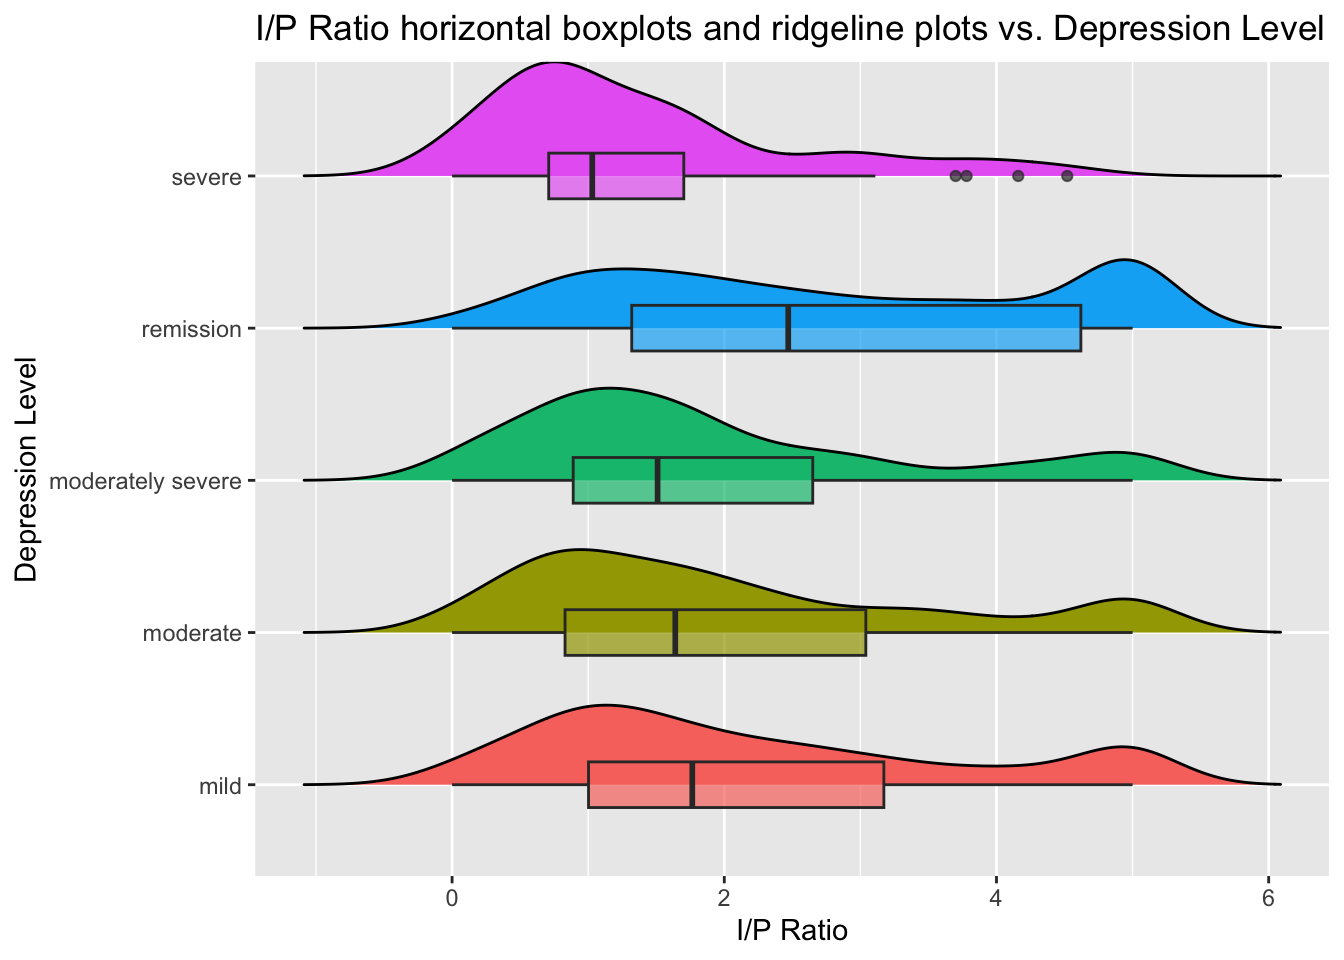 I/P Ratio horizontal boxplots and ridgeline plots vs. Depression Level
severe
remission
moderately severe
moderate
mild
Depression Level
0 2 4 6
I/P Ratio